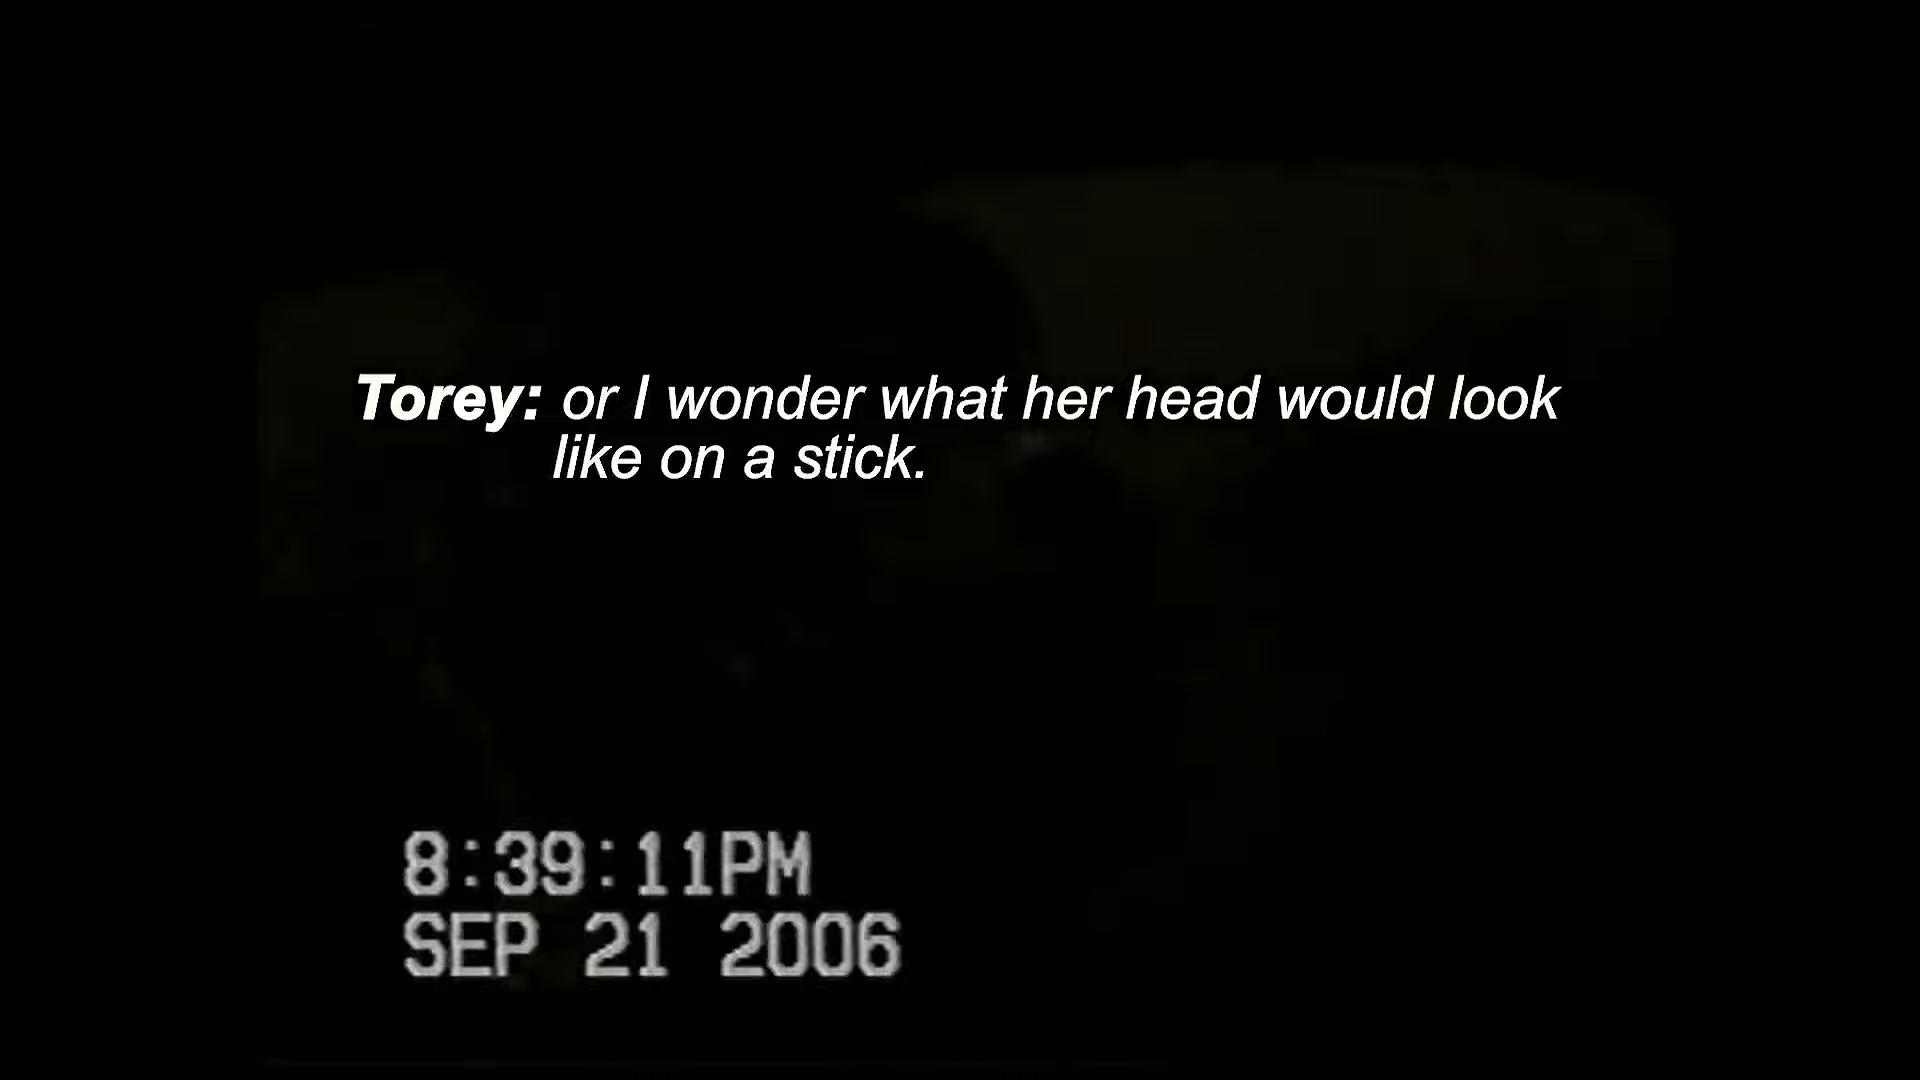 Torey: or I wonder what her head would look
like on a stick.
8:39:11PM
SEP 21 2006